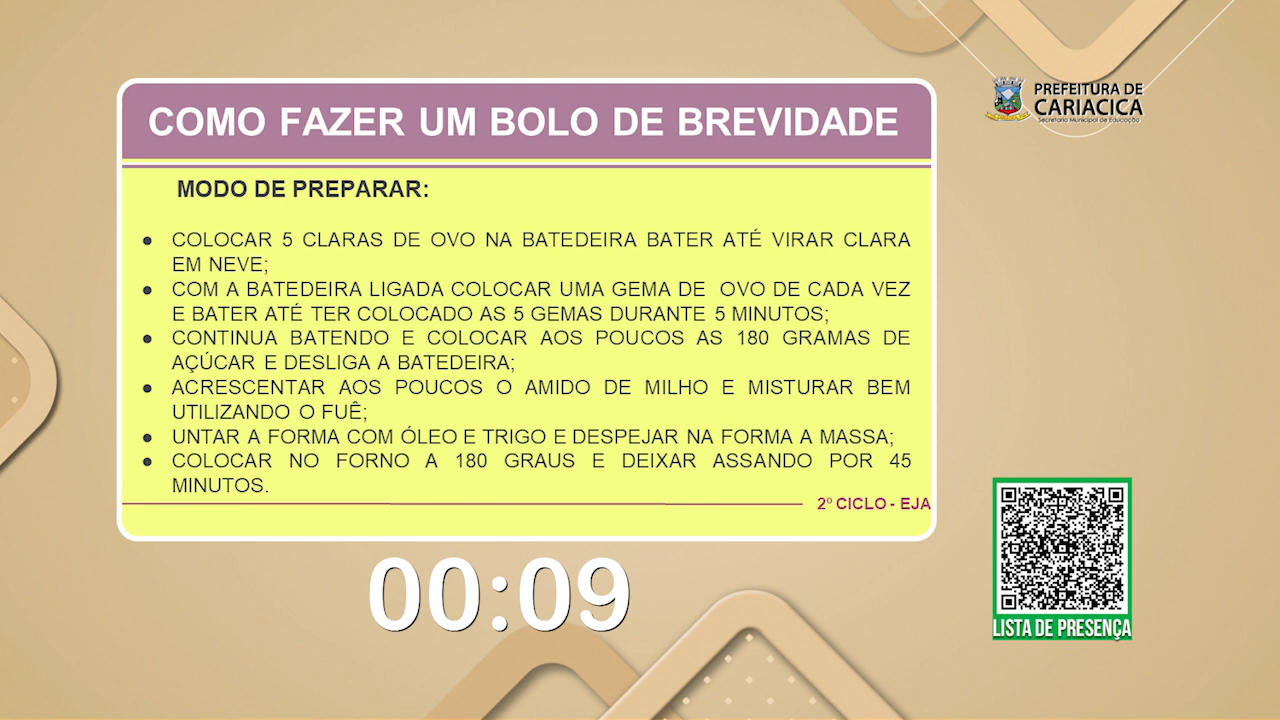 COMO FAZER UM BOLO DE BREVIDADE
PREFEITURA DE
CARIACICA
Secretaria Municipal de Educação
MODO DE PREPARAR:
● COLOCAR 5 CLARAS DE OVO NA BATEDEIRA BATER ATÉ VIRAR CLARA
EM NEVE;
● COM A BATEDEIRA LIGADA COLOCAR UMA GEMA DE OVO DE CADA VEZ
E BATER ATÉ TER COLOCADO AS 5 GEMAS DURANTE 5 MINUTOS;
● CONTINUA BATENDO E COLOCAR AOS POUCOS AS 180 GRAMAS DE
AÇÚCAR E DESLIGA A BATEDEIRA;
● ACRESCENTAR AOS POUCOS O AMIDO DE MILHO E MISTURAR BEM
UTILIZANDO O FUÊ;
● UNTAR A FORMA COM ÓLEO E TRIGO E DESPEJAR NA FORMA A MASSA;
● COLOCAR NO FORNO A 180 GRAUS E DEIXAR ASSANDO POR 45
MINUTOS.
2º CICLO - EJA
00:09
LISTA DE PRESENÇA